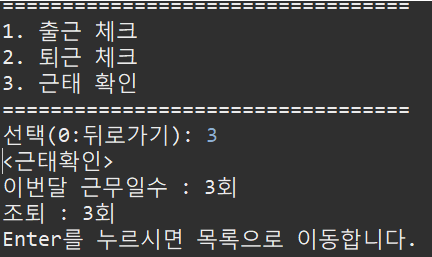 ==================================
1. 출근 체크
2. 퇴근 체크
3. 근태 확인
==================================
선택(0:뒤로가기): 3
<근태확인>
이번달 근무일수 : 3회
조퇴 : 3회
Enter를 누르시면 목록으로 이동합니다.